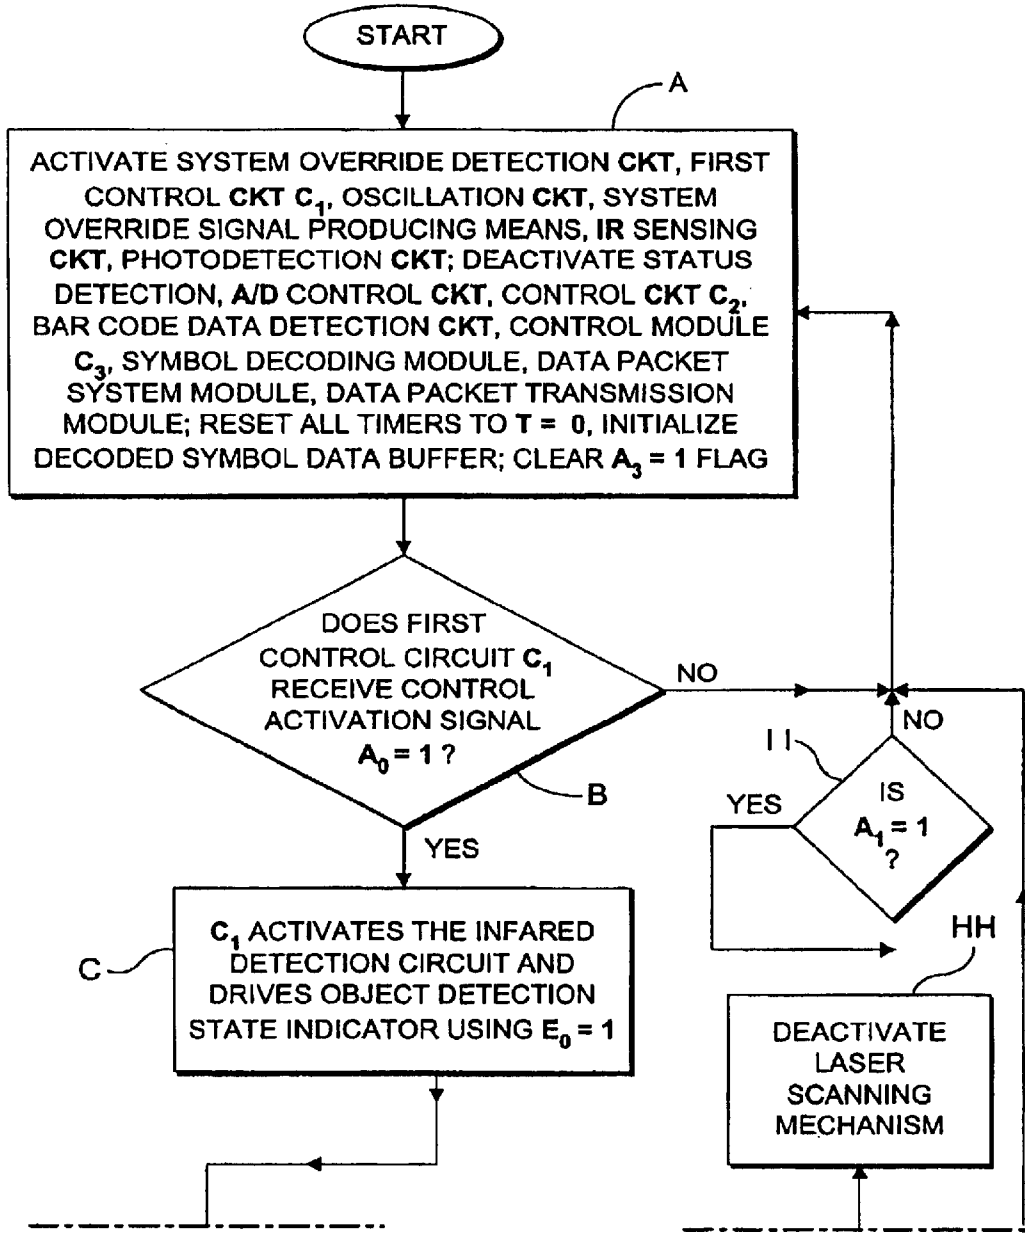 START
A
ACTIVATE SYSTEM OVERRIDE DETECTION CKT, FIRST
CONTROL CKT C1, OSCILLATION CKT, SYSTEM
OVERRIDE SIGNAL PRODUCING MEANS, IR SENSING
CKT, PHOTODETECTION CKT; DEACTIVATE STATUS
DETECTION, A/D CONTROL CKT, CONTROL CKT C2,
BAR CODE DATA DETECTION CKT, CONTROL MODULE
C3, SYMBOL DECODING MODULE, DATA PACKET
SYSTEM MODULE, DATA PACKET TRANSMISSION
MODULE; RESET ALL TIMERS TO T = 0, INITIALIZE
DECODED SYMBOL DATA BUFFER; CLEAR A3 = 1 FLAG
DOES FIRST
CONTROL CIRCUIT C1
RECEIVE CONTROL
ACTIVATION SIGNAL
A0 = 1 ?
NO
B
YES
NO
II
YES
IS
A1 = 1
?
C
C1 ACTIVATES THE INFARED
DETECTION CIRCUIT AND
DRIVES OBJECT DETECTION
STATE INDICATOR USING E0 = 1
HH
DEACTIVATE
LASER
SCANNING
MECHANISM